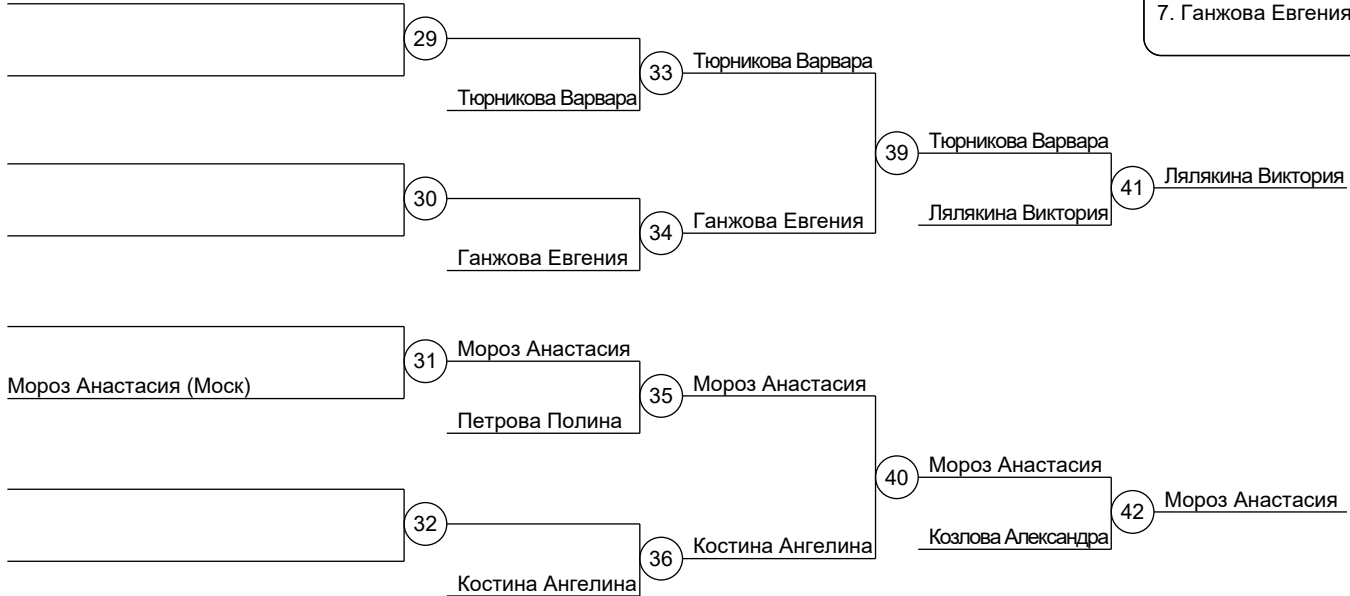 7. Ганжова Евгения
29
33
Тюрникова Варвара
Тюрникова Варвара
39
Тюрникова Варвара
41
Лялякина Виктория
Лялякина Виктория
30
34
Ганжова Евгения
Ганжова Евгения
31
Мороз Анастасия
Мороз Анастасия (Моск)
35
Мороз Анастасия
Петрова Полина
40
Мороз Анастасия
42
Мороз Анастасия
Козлова Александра
32
36
Костина Ангелина
Костина Ангелина